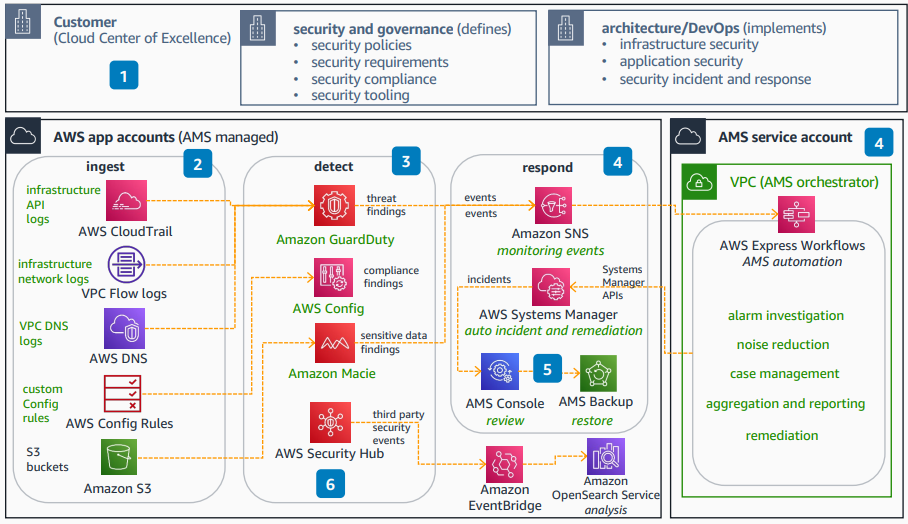 Customer
(Cloud Center of Excellence)
1
security and governance (defines)
• security policies
• security requirements
• security compliance
• security tooling
architecture/DevOps (implements)
• infrastructure security
• application security
• security incident and response
AWS app accounts (AMS managed)
ingest
2
infrastructure
API
logs
AWS CloudTrail
infrastructure
network logs
VPC Flow logs
VPC DNS
logs
AWS DNS
custom
Config
rules
AWS Config Rules
S3
buckets
Amazon S3
detect
3
threat
findings
Amazon GuardDuty
compliance
findings
AWS Config
sensitive data
findings
Amazon Macie
third party
security
events
AWS Security Hub
6
respond
4
events
events
Amazon SNS
monitoring events
incidents
Systems
Manager
APIs
AWS Systems Manager
auto incident and remediation
5
AMS Console
review
AMS Backup
restore
Amazon
EventBridge
Amazon
OpenSearch Service
analysis
AMS service account
4
VPC (AMS orchestrator)
AWS Express Workflows
AMS automation
alarm investigation
noise reduction
case management
aggregation and reporting
remediation